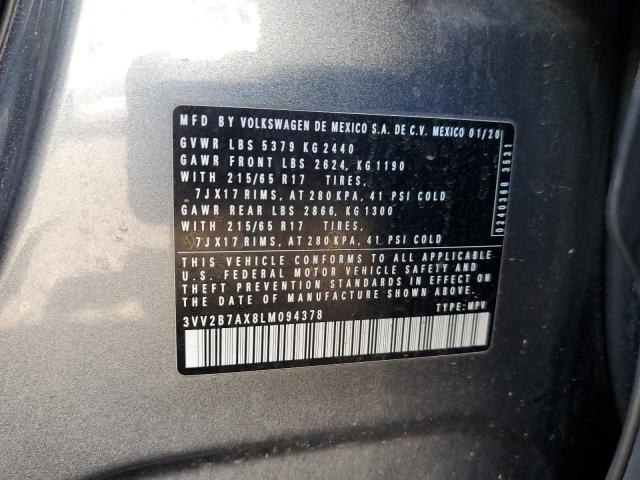 MFD BY VOLKSWAGEN DE MEXICO S.A. DE C.V. MEXICO 01/20
GVWR LBS 5379 KG 2440
GAWR FRONT LBS 2624, KG 1190
WITH 215/65 R17 TIRES,
7JX17 RIMS, AT 280 KPA, 41 PSI COLD
GAWR REAR LBS 2866, KG 1300
WITH 215/65 R17 TIRES,
7JX17 RIMS, AT 280 KPA, 41 PSI COLD
0240368 3531
THIS VEHICLE CONFORMS TO ALL APPLICABLE
U.S. FEDERAL MOTOR VEHICLE SAFETY AND
THEFT PREVENTION STANDARDS IN EFFECT ON
THE DATE OF MANUFACTURE SHOWN ABOVE.
3VV2B7AX8LM094378 TYPE: MPV